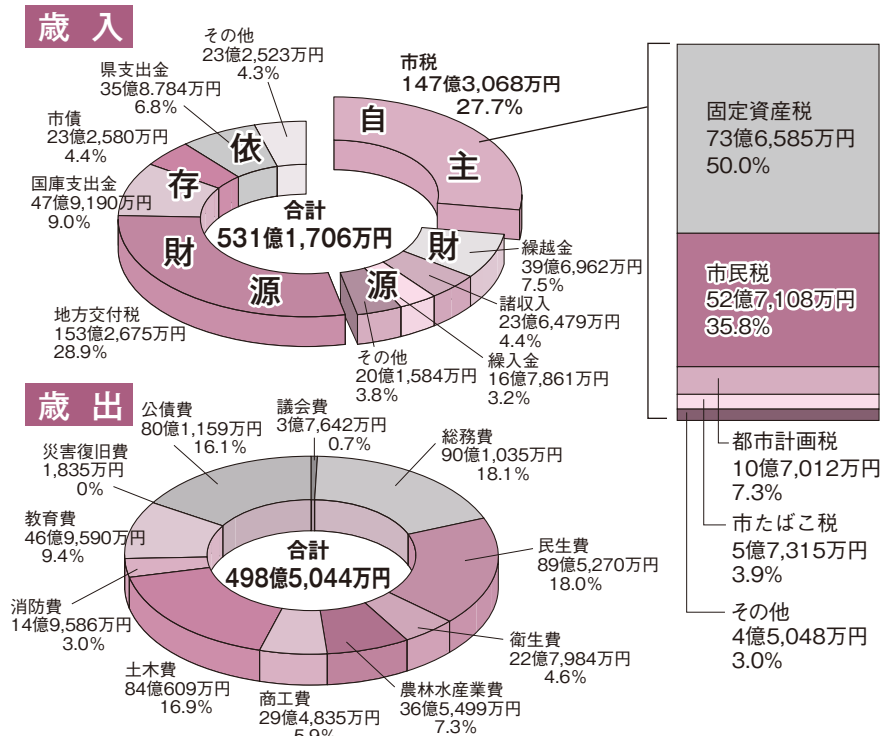 歳入
その他
23億2,523万円
4.3%
県支出金
35億8.784万円
6.8%
市債
23億2,580万円
4.4%
国庫支出金
47億9,190万円
9.0%
地方交付税
153億2,675万円
28.9%
依存財源
市税
147億3,068万円
27.7%
自主財源
合計
531億1,706万円
繰越金
39億6,962万円
7.5%
諸収入
23億6,479万円
4.4%
繰入金
16億7,861万円
3.2%
その他
20億1,584万円
3.8%
固定資産税
73億6,585万円
50.0%
市民税
52億7,108万円
35.8%
都市計画税
10億7,012万円
7.3%
市たばこ税
5億7,315万円
3.9%
その他
4億5,048万円
3.0%
歳出
公債費
80億1,159万円
16.1%
議会費
3億7,642万円
0.7%
総務費
90億1,035万円
18.1%
災害復旧費
1,835万円
0%
教育費
46億9,590万円
9.4%
消防費
14億9,586万円
3.0%
土木費
84億609万円
16.9%
商工費
29億4,835万円
5.9%
農林水産業費
36億5,499万円
7.3%
衛生費
22億7,984万円
4.6%
民生費
89億5,270万円
18.0%
合計
498億5,044万円